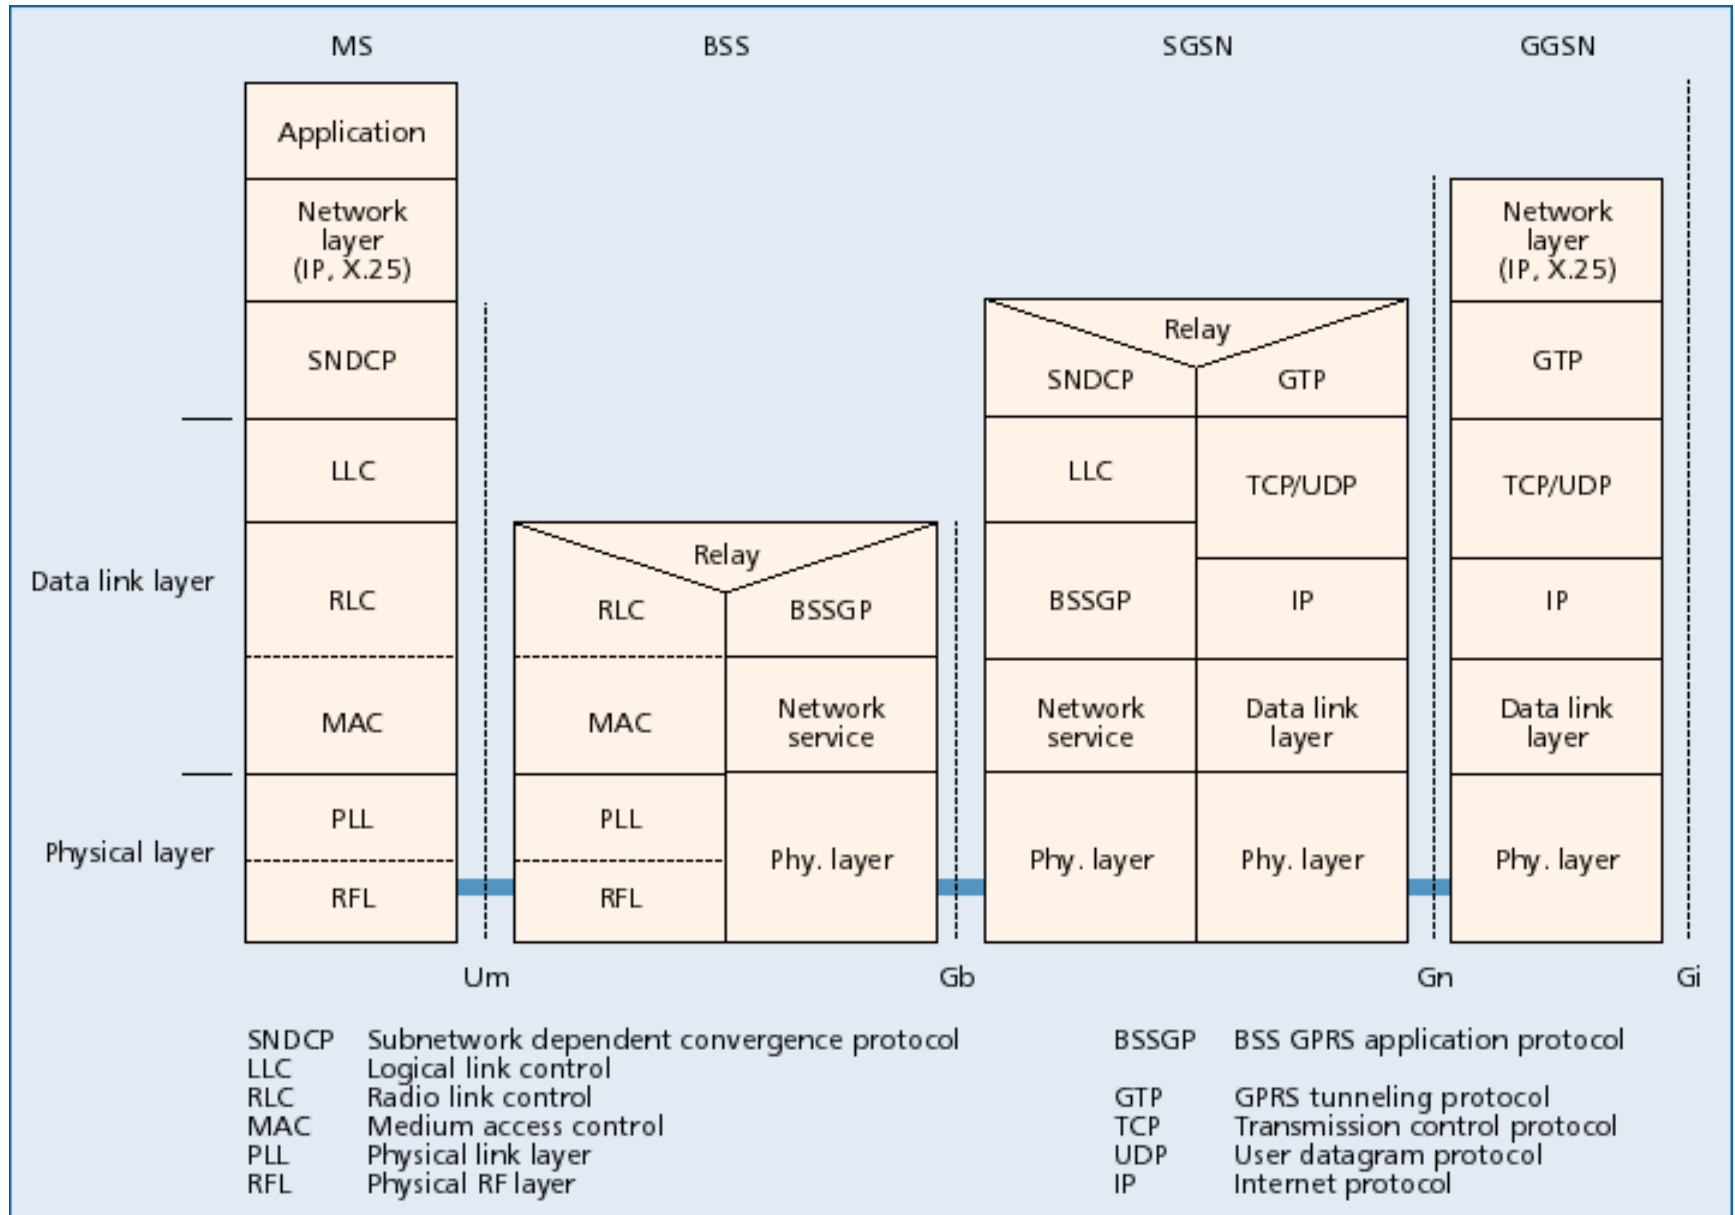 MS BSS SGSN GGSN
Application
Network
layer
(IP, X.25)
Network
layer
(IP, X.25)
Relay
SNDCP
SNDCP
GTP
GTP
LLC
LLC
TCP/UDP
TCP/UDP
Relay
Data link layer
RLC
RLC
BSSGP
BSSGP
IP
IP
MAC
MAC
Network
service
Network
service
Data link
layer
Data link
layer
PLL
PLL
Physical layer
Phy. layer
Phy. layer
Phy. layer
Phy. layer
RFL
RFL
Um Gb Gn Gi
SNDCP Subnetwork dependent convergence protocol
LLC Logical link control
RLC Radio link control
MAC Medium access control
PLL Physical link layer
RFL Physical RF layer
BSSGP BSS GPRS application protocol
GTP GPRS tunneling protocol
TCP Transmission control protocol
UDP User datagram protocol
IP Internet protocol